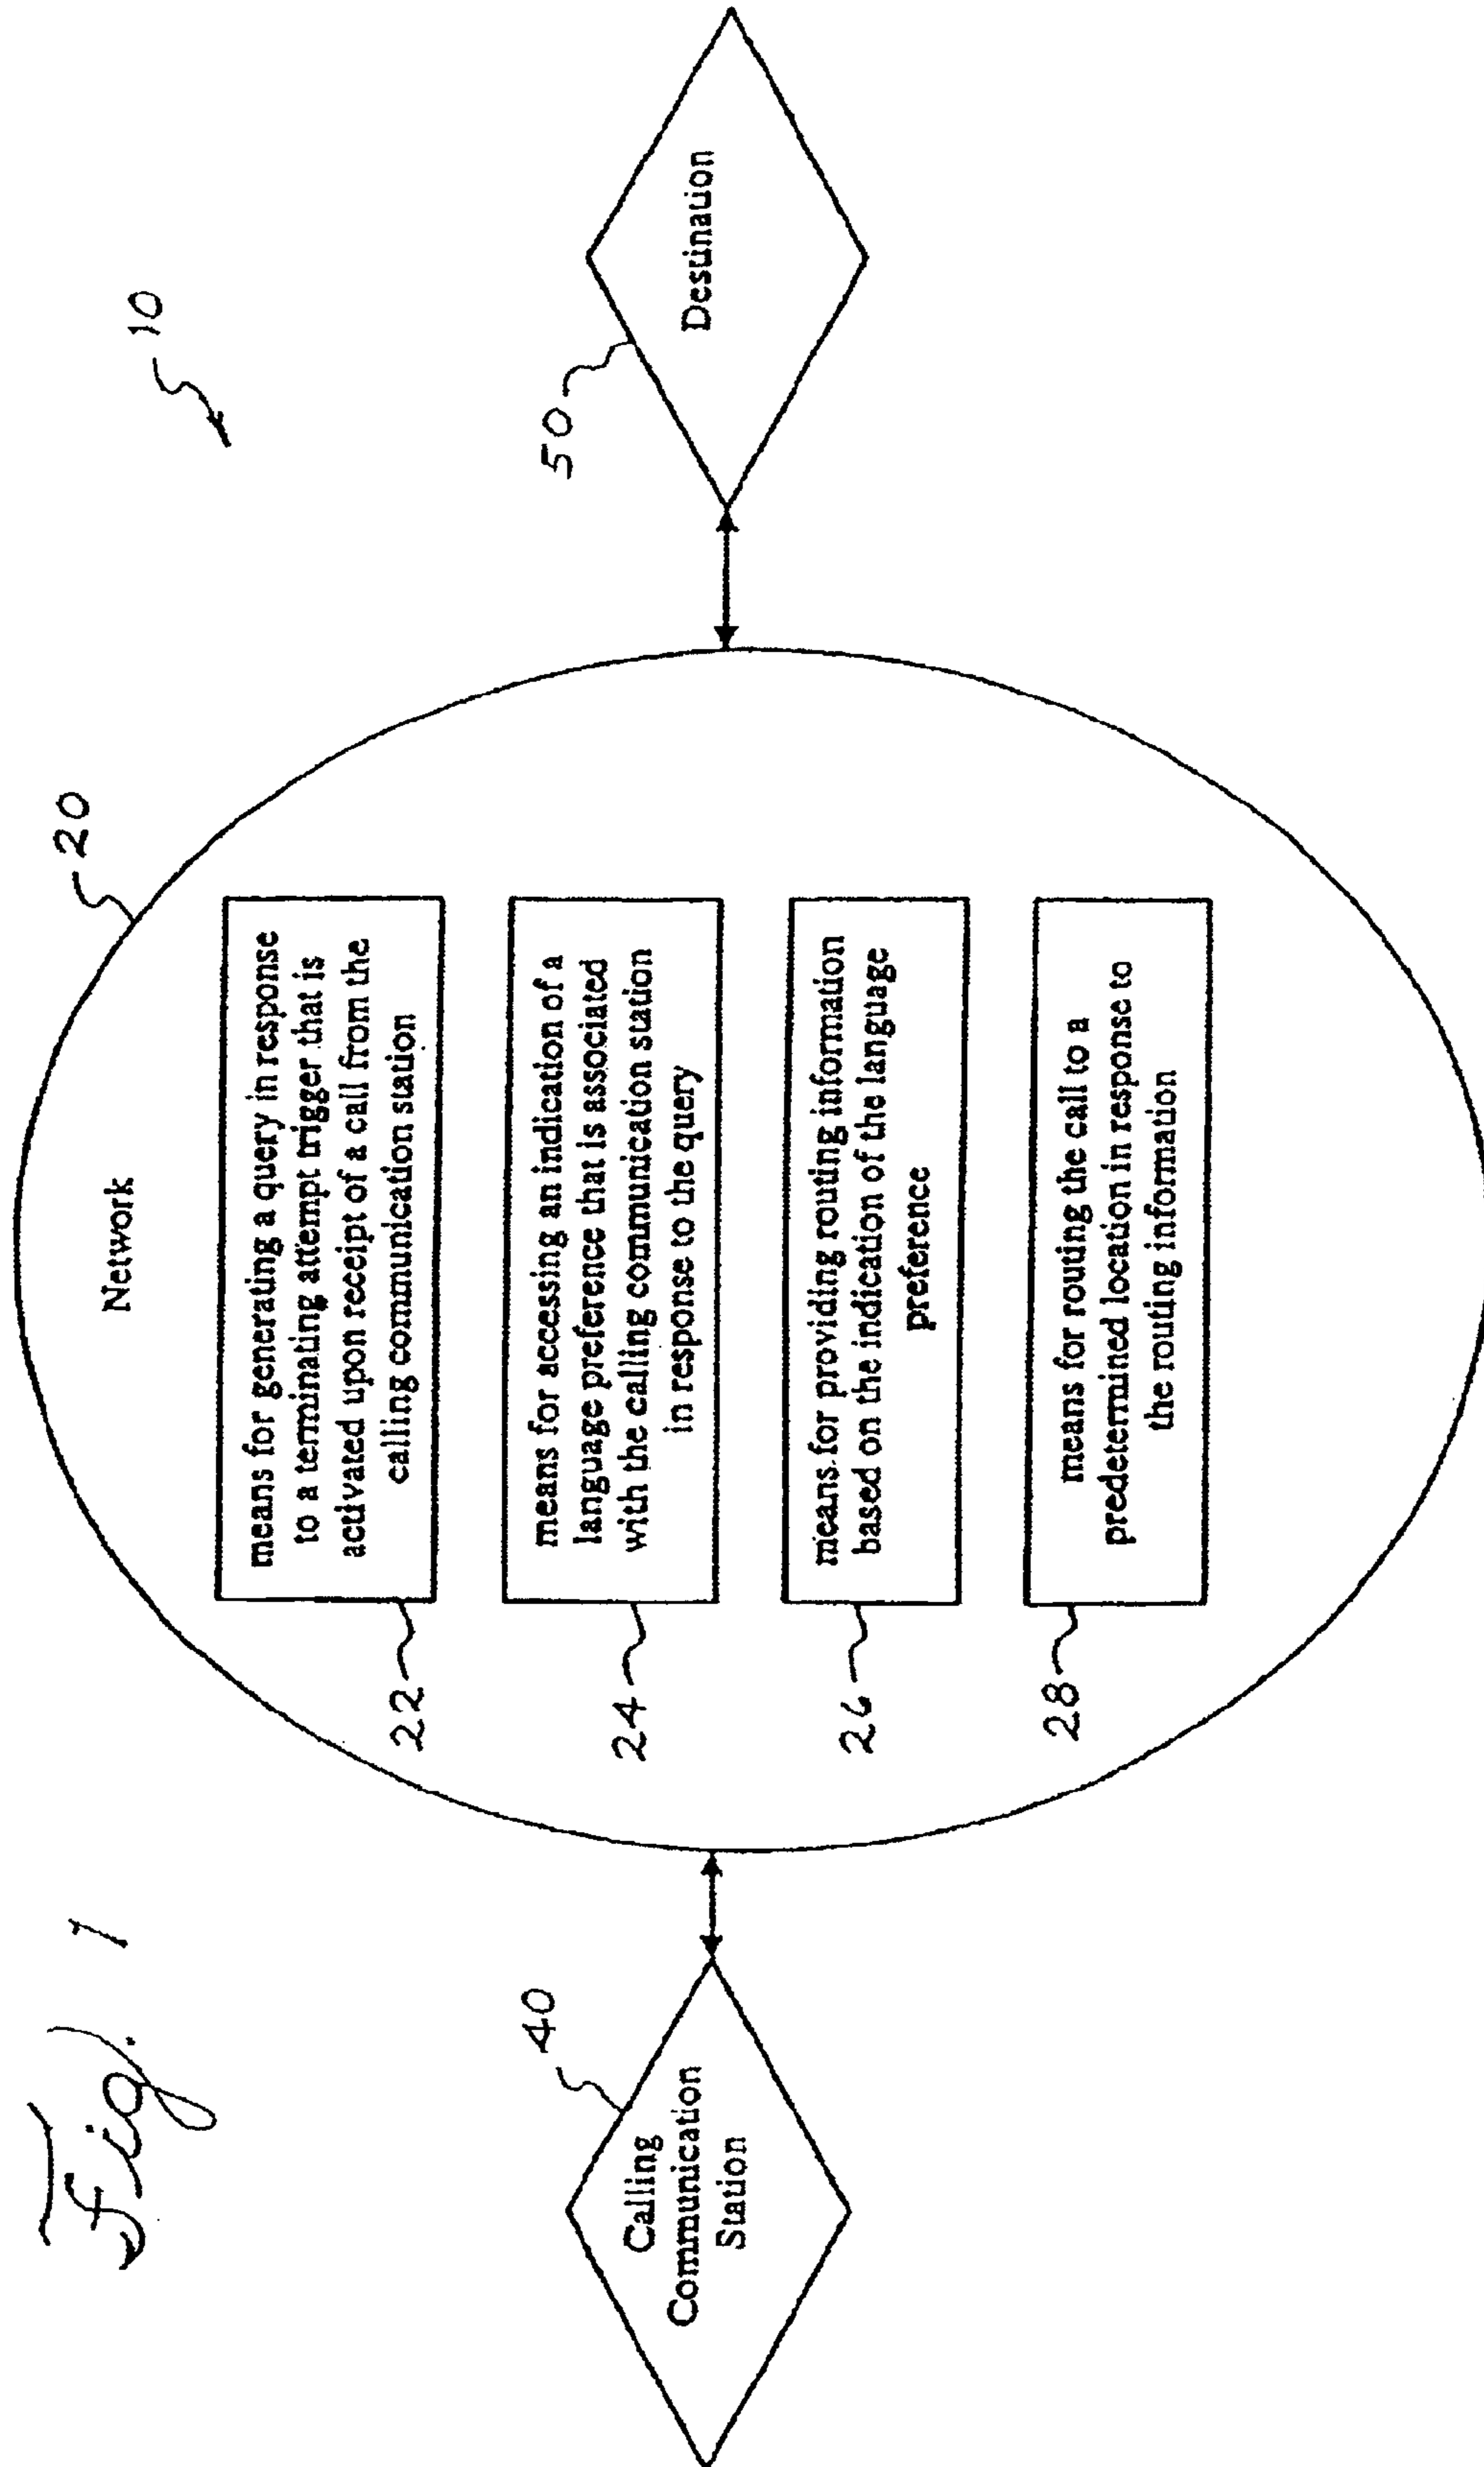 Fig. 1
10
20
Network
22
means for generating a query in response
to a terminating attempt trigger that is
activated upon receipt of a call from the
calling communication station
24
means for accessing an indication of a
language preference that is associated
with the calling communication station
in response to the query
26
means for providing routing information
based on the indication of the language
preference
28
means for routing the call to a
predetermined location in response to
the routing information
40
Calling
Communication
Station
50
Destination